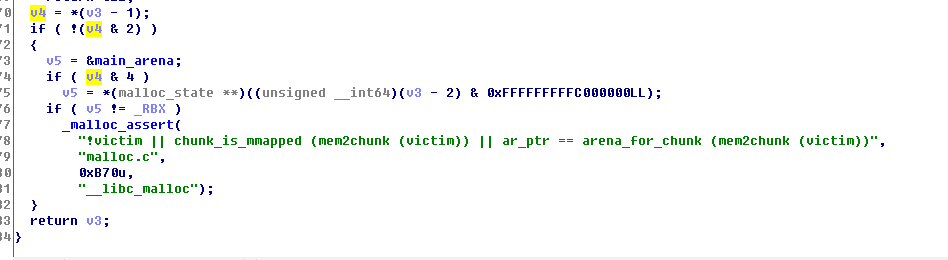 70 v4 = *(v3 - 1);
71 if ( !(v4 & 2) )
72 {
73 v5 = &main_arena;
74 if ( v4 & 4 )
75 v5 = *(malloc_state **)((unsigned __int64)(v3 - 2) & 0xFFFFFFFFFC000000LL);
76 if ( v5 != _RBX )
77 _malloc_assert(
78 "!victim || chunk_is_mmapped (mem2chunk (victim)) || ar_ptr == arena_for_chunk (mem2chunk (victim))",
79 "malloc.c",
80 0xB70u,
81 "__libc_malloc");
82 }
83 return v3;
84 }